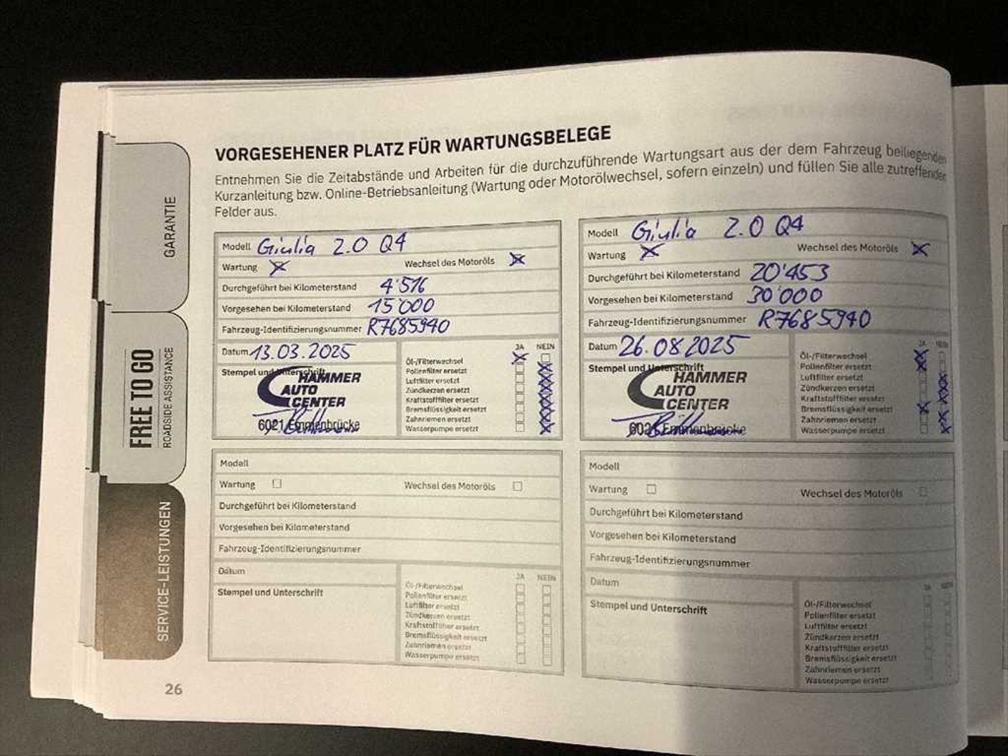 VORGESEHENER PLATZ FÜR WARTUNGSBELEGE
Entnehmen Sie die Zeitabstände und Arbeiten für die durchzuführende Wartungsart aus der dem Fahrzeug beiliegenden
Kurzanleitung bzw. Online-Betriebsanleitung (Wartung oder Motorölwechsel, sofern einzeln) und füllen Sie alle zutreffenden
Felder aus.
GARANTIE
FREE TO GO
ROADSIDE ASSISTANCE
SERVICE-LEISTUNGEN
Modell Giulia 2.0 Q4
Wartung X Wechsel des Motoröls X
Durchgeführt bei Kilometerstand 4'516
Vorgesehen bei Kilometerstand 15'000
Fahrzeug-Identifizierungsnummer R7685940
Datum 13.03.2025
Stempel und Unterschrift
HAMMER
AUTO
CENTER
6021 Emmenbrücke
JA NEIN
Öl-/Filterwechsel
Pollenfilter ersetzt
Luftfilter ersetzt
Zündkerzen ersetzt
Kraftstofffilter ersetzt
Bremsflüssigkeit ersetzt
Zahnriemen ersetzt
Wasserpumpe ersetzt
Modell Giulia 2.0 Q4
Wartung X Wechsel des Motoröls X
Durchgeführt bei Kilometerstand 20'453
Vorgesehen bei Kilometerstand 30'000
Fahrzeug-Identifizierungsnummer R7685940
Datum 26.08.2025
Stempel und Unterschrift
HAMMER
AUTO
CENTER
6021 Emmenbrücke
JA NEIN
Öl-/Filterwechsel
Pollenfilter ersetzt
Luftfilter ersetzt
Zündkerzen ersetzt
Kraftstofffilter ersetzt
Bremsflüssigkeit ersetzt
Zahnriemen ersetzt
Wasserpumpe ersetzt
Modell
Wartung Wechsel des Motoröls
Durchgeführt bei Kilometerstand
Vorgesehen bei Kilometerstand
Fahrzeug-Identifizierungsnummer
Datum
Stempel und Unterschrift
JA NEIN
Öl-/Filterwechsel
Pollenfilter ersetzt
Luftfilter ersetzt
Zündkerzen ersetzt
Kraftstofffilter ersetzt
Bremsflüssigkeit ersetzt
Zahnriemen ersetzt
Wasserpumpe ersetzt
Modell
Wartung Wechsel des Motoröls
Durchgeführt bei Kilometerstand
Vorgesehen bei Kilometerstand
Fahrzeug-Identifizierungsnummer
Datum
Stempel und Unterschrift
JA NEIN
Öl-/Filterwechsel
Pollenfilter ersetzt
Luftfilter ersetzt
Zündkerzen ersetzt
Kraftstofffilter ersetzt
Bremsflüssigkeit ersetzt
Zahnriemen ersetzt
Wasserpumpe ersetzt
26